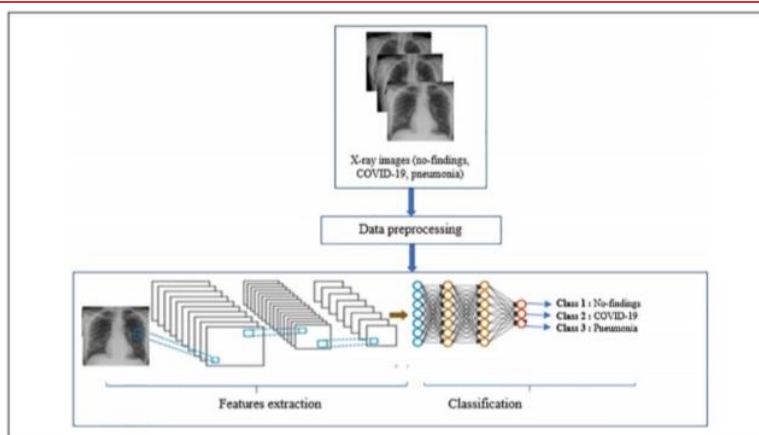 X-ray images (no-findings,
COVID-19, pneumonia)
Data preprocessing
Class 1 : No-findings
Class 2 : COVID-19
Class 3 : Pneumonia
Features extraction
Classification